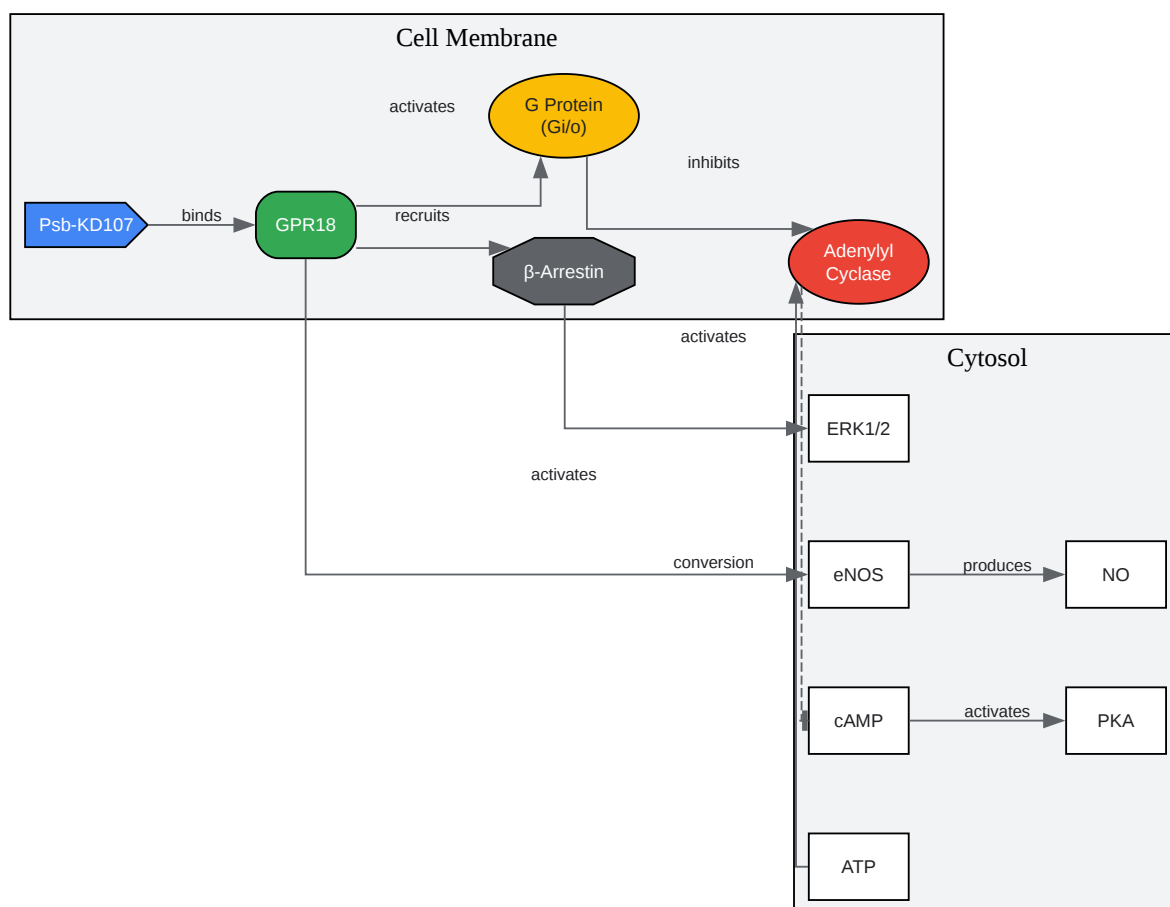 Cell Membrane
activates
G Protein
(Gi/o)
inhibits
Psb-KD107
binds
GPR18
recruits
β-Arrestin
Adenylyl
Cyclase
activates
Cytosol
ERK1/2
activates
conversion
eNOS
produces
NO
cAMP
activates
PKA
ATP